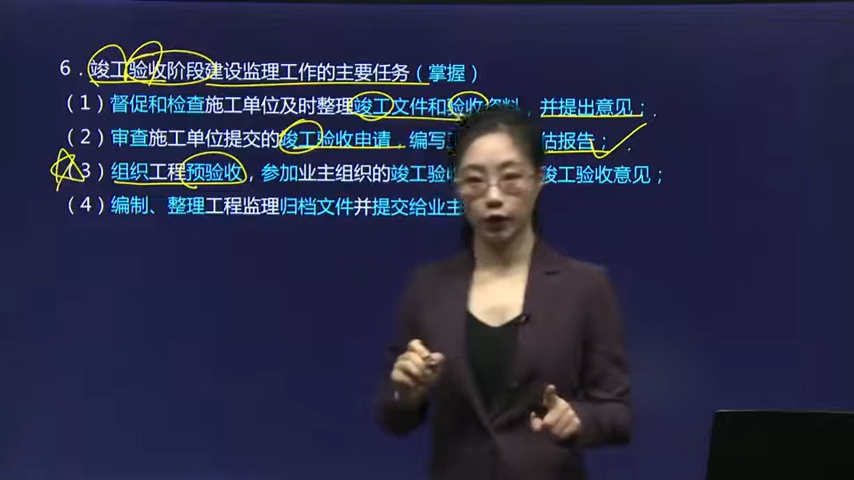 6．竣工验收阶段建设监理工作的主要任务（掌握）
（1）督促和检查施工单位及时整理竣工文件和验收资料，并提出意见；
（2）审查施工单位提交的竣工验收申请，编写 估报告；
（3）组织工程预验收，参加业主组织的竣工验 竣工验收意见；
（4）编制、整理工程监理归档文件并提交给业主